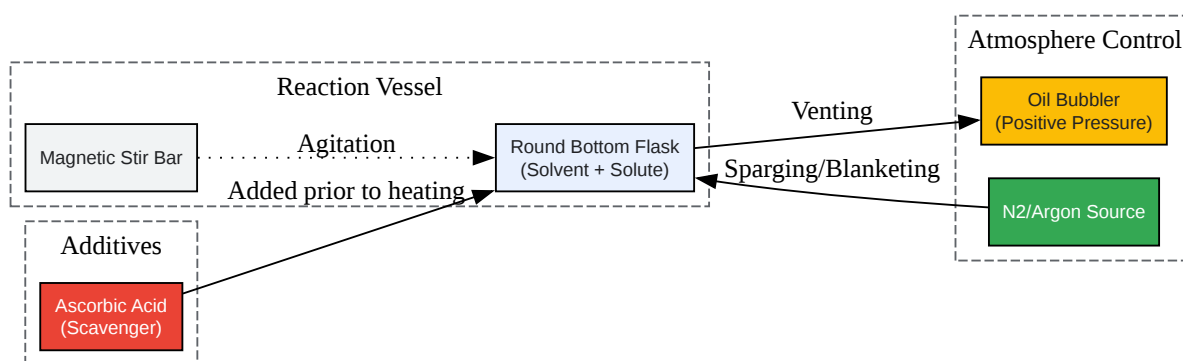 Atmosphere Control
Reaction Vessel
Oil Bubbler
(Positive Pressure)
Venting
Magnetic Stir Bar
Agitation
Round Bottom Flask
(Solvent + Solute)
Sparging/Blanketing
Added prior to heating
N2/Argon Source
Additives
Ascorbic Acid
(Scavenger)